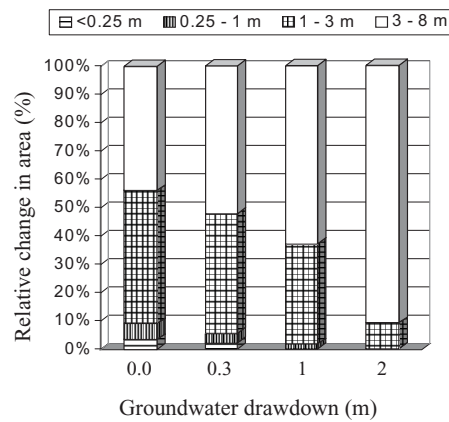 <0.25 m 0.25 - 1 m 1 - 3 m 3 - 8 m
100%
90%
80%
70%
60%
50%
40%
30%
20%
10%
0%
Relative change in area (%)
0.0 0.3 1 2
Groundwater drawdown (m)